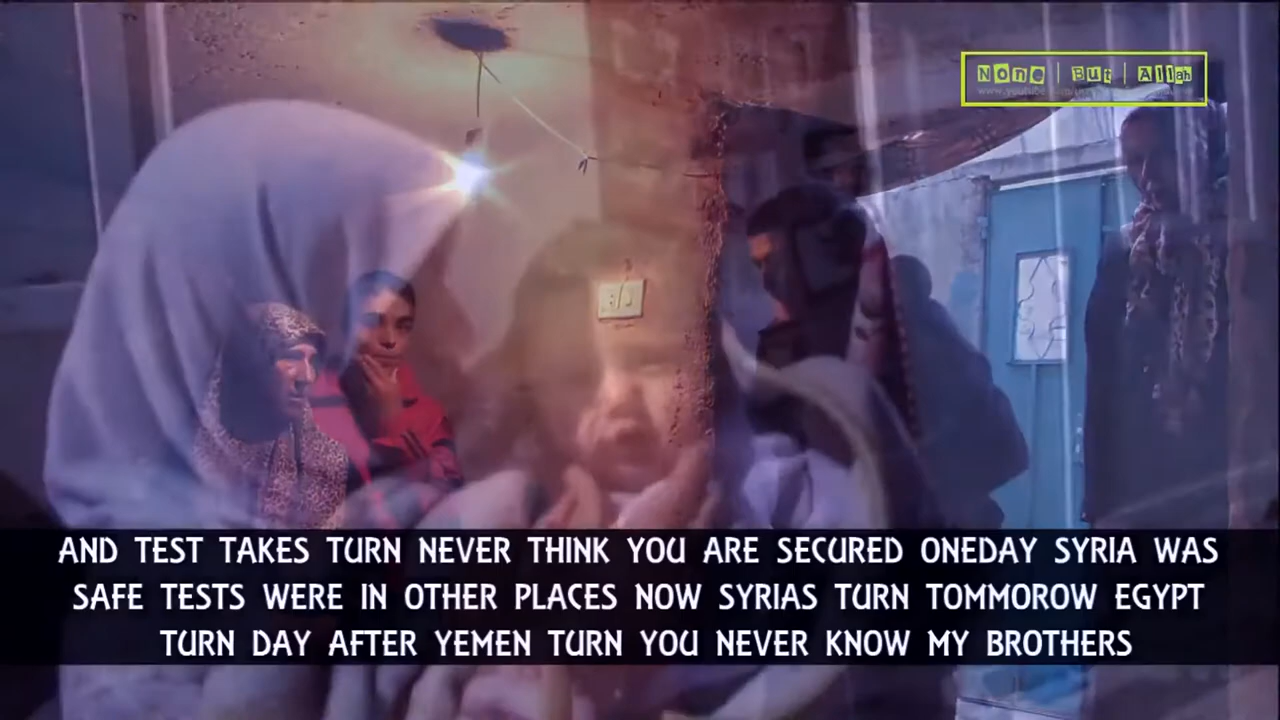 None | But | Allah
AND TEST TAKES TURN NEVER THINK YOU ARE SECURED ONEDAY SYRIA WAS
SAFE TESTS WERE IN OTHER PLACES NOW SYRIAS TURN TOMMOROW EGYPT
TURN DAY AFTER YEMEN TURN YOU NEVER KNOW MY BROTHERS